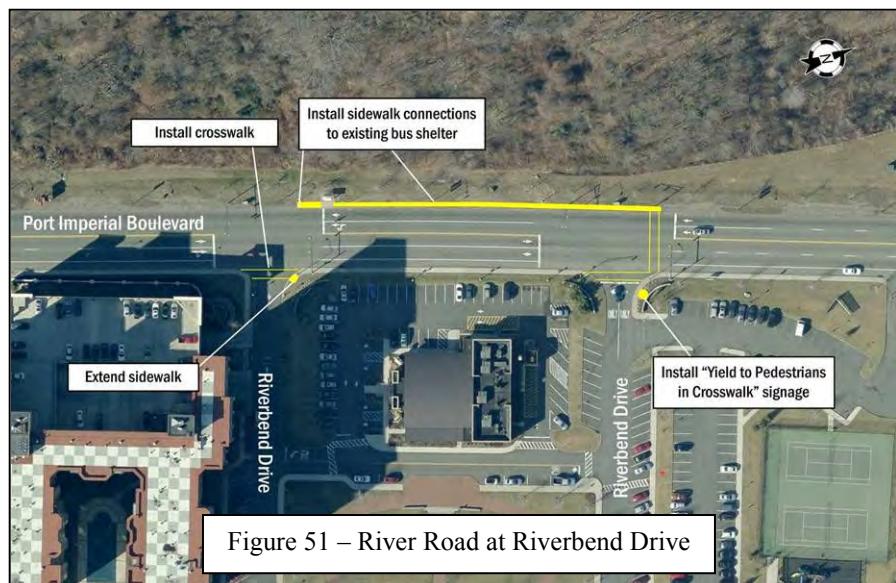 N
Install sidewalk connections
to existing bus shelter
Install crosswalk
Port Imperial Boulevard
Extend sidewalk
Riverbend Drive
Riverbend Drive
Install “Yield to Pedestrians
in Crosswalk” signage
Figure 51 – River Road at Riverbend Drive